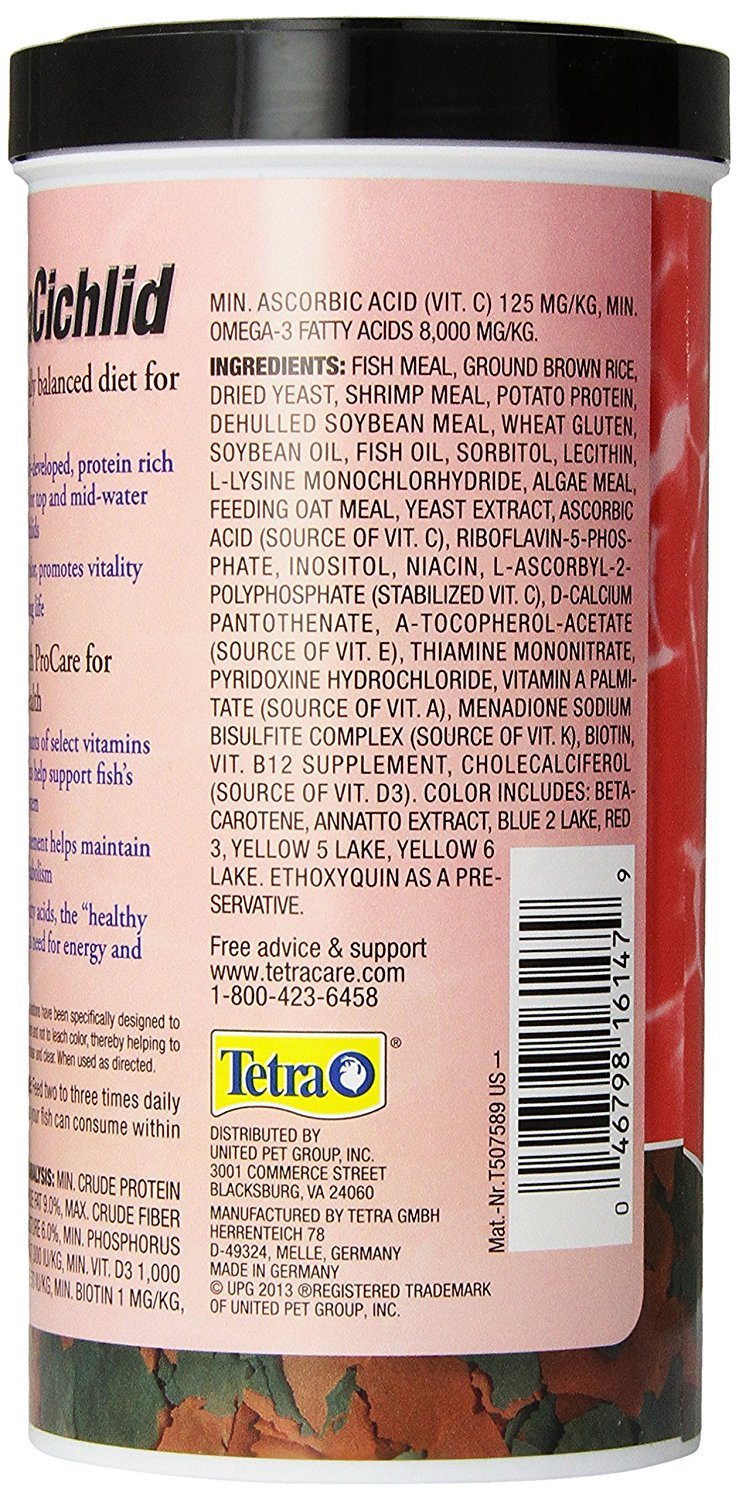 Cichlid
balanced diet for
developed, protein rich
top and mid-water
promotes vitality
life
ProCare for
of select vitamins
help support fish's
helps maintain
acids, the "healthy
need for energy and
have been specifically designed to
and not to leach color, thereby helping to
and clear. When used as directed.
Feed two to three times daily
your fish can consume within
MIN. CRUDE PROTEIN
FAT 9.0%, MAX. CRUDE FIBER
6.0%, MIN. PHOSPHORUS
IU/KG, MIN. VIT. D3 1,000
IU/KG, MIN. BIOTIN 1 MG/KG,
MIN. ASCORBIC ACID (VIT. C) 125 MG/KG, MIN.
OMEGA-3 FATTY ACIDS 8,000 MG/KG.
INGREDIENTS: FISH MEAL, GROUND BROWN RICE,
DRIED YEAST, SHRIMP MEAL, POTATO PROTEIN,
DEHULLED SOYBEAN MEAL, WHEAT GLUTEN,
SOYBEAN OIL, FISH OIL, SORBITOL, LECITHIN,
L-LYSINE MONOCHLORHYDRIDE, ALGAE MEAL,
FEEDING OAT MEAL, YEAST EXTRACT, ASCORBIC
ACID (SOURCE OF VIT. C), RIBOFLAVIN-5-PHOS-
PHATE, INOSITOL, NIACIN, L-ASCORBYL-2-
POLYPHOSPHATE (STABILIZED VIT. C), D-CALCIUM
PANTOTHENATE, A-TOCOPHEROL-ACETATE
(SOURCE OF VIT. E), THIAMINE MONONITRATE,
PYRIDOXINE HYDROCHLORIDE, VITAMIN A PALMI-
TATE (SOURCE OF VIT. A), MENADIONE SODIUM
BISULFITE COMPLEX (SOURCE OF VIT. K), BIOTIN,
VIT. B12 SUPPLEMENT, CHOLECALCIFEROL
(SOURCE OF VIT. D3). COLOR INCLUDES: BETA-
CAROTENE, ANNATTO EXTRACT, BLUE 2 LAKE, RED
3, YELLOW 5 LAKE, YELLOW 6
LAKE. ETHOXYQUIN AS A PRE-
SERVATIVE.
Free advice & support
www.tetracare.com
1-800-423-6458
Tetra®
DISTRIBUTED BY
UNITED PET GROUP, INC.
3001 COMMERCE STREET
BLACKSBURG, VA 24060
MANUFACTURED BY TETRA GMBH
HERRENTEICH 78
D-49324, MELLE, GERMANY
MADE IN GERMANY
© UPG 2013 ®REGISTERED TRADEMARK
OF UNITED PET GROUP, INC.
Mat.-Nr. T507589 US -1
0 46798 16147 9